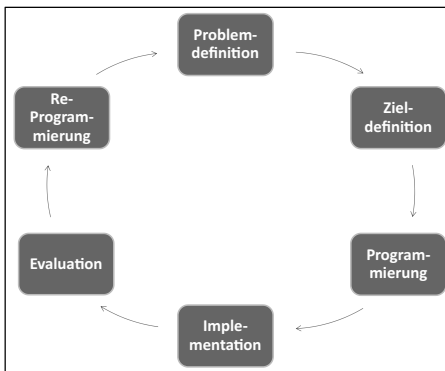 Problem-
definition
Ziel-
definition
Program-
mierung
Imple-
mentation
Evaluation
Re-
Program-
mierung